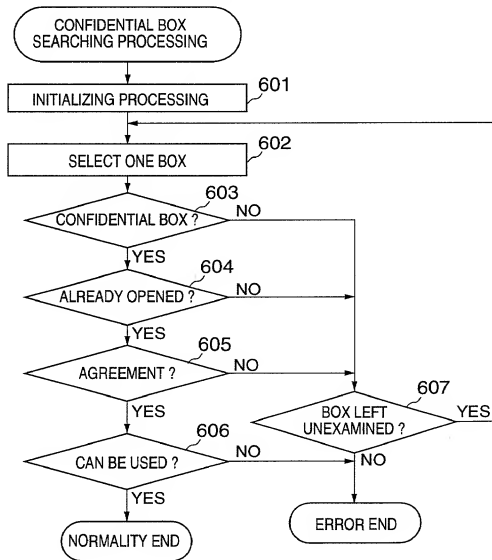 CONFIDENTIAL BOX
SEARCHING PROCESSING
INITIALIZING PROCESSING
601
SELECT ONE BOX
602
603
CONFIDENTIAL BOX ?
NO
YES
604
ALREADY OPENED ?
NO
YES
605
AGREEMENT ?
NO
YES
607
BOX LEFT
UNEXAMINED ?
YES
NO
606
CAN BE USED ?
NO
YES
NORMALITY END
ERROR END